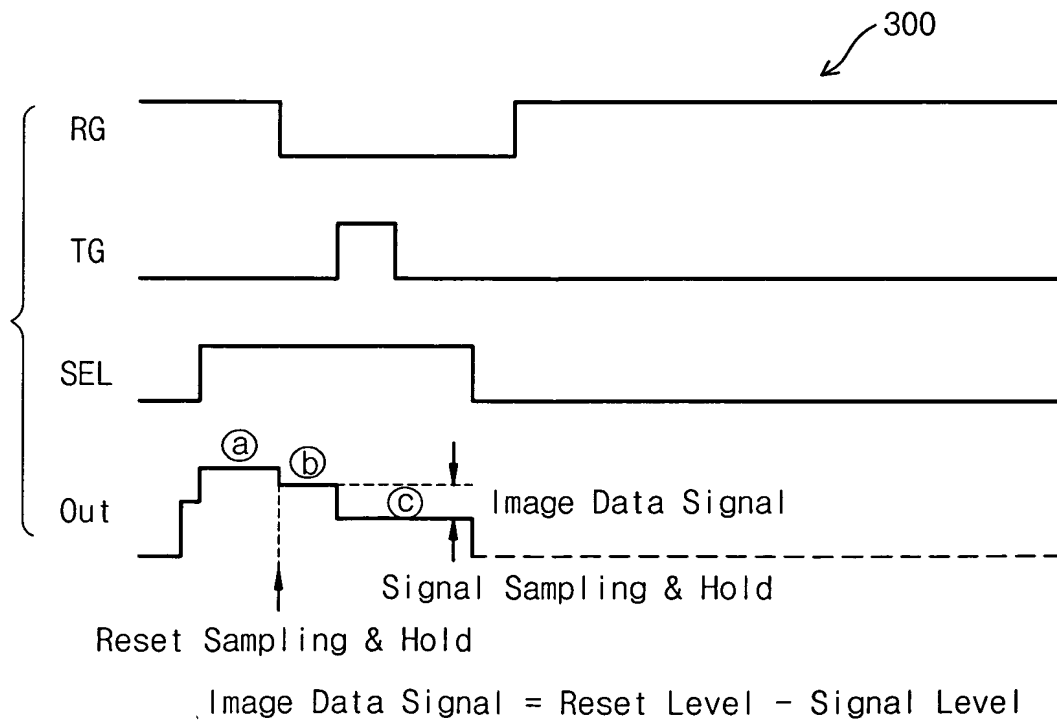 300
RG
TG
SEL
ⓐ
ⓑ
ⓒ
Out
Image Data Signal
Signal Sampling & Hold
Reset Sampling & Hold
Image Data Signal = Reset Level - Signal Level